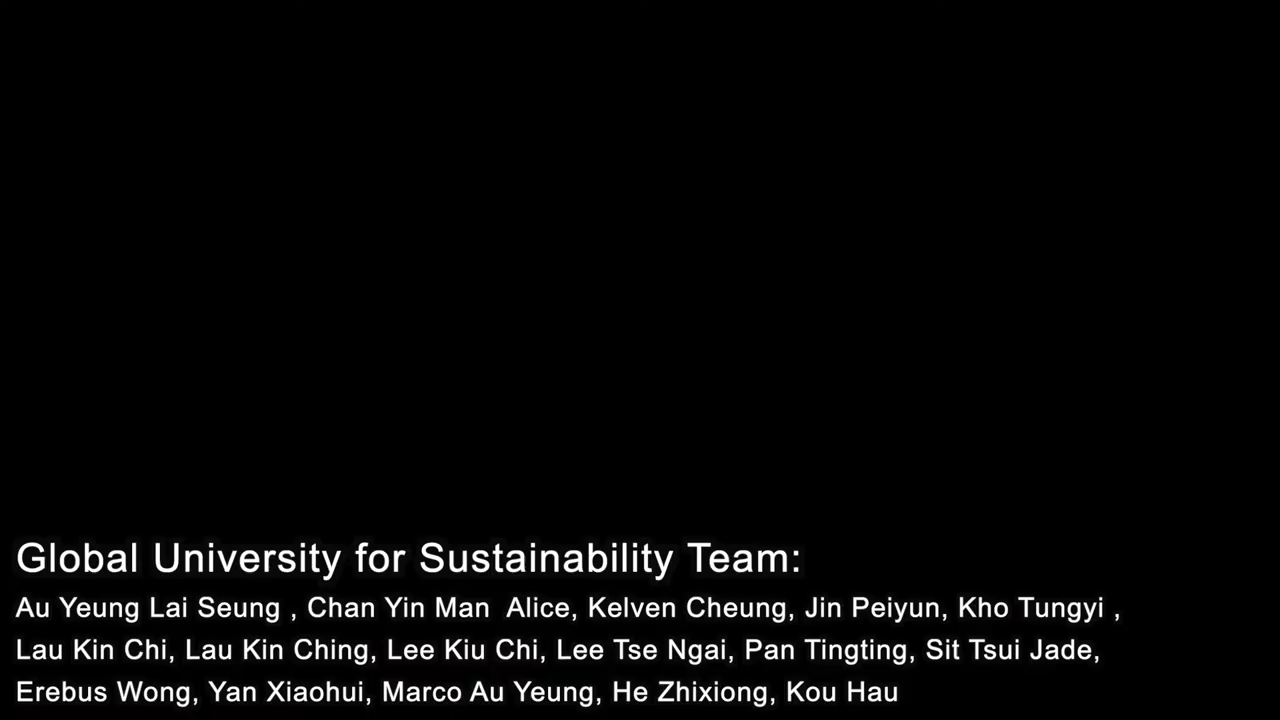 Global University for Sustainability Team:
Au Yeung Lai Seung , Chan Yin Man  Alice, Kelven Cheung, Jin Peiyun, Kho Tungyi ,
Lau Kin Chi, Lau Kin Ching, Lee Kiu Chi, Lee Tse Ngai, Pan Tingting, Sit Tsui Jade,
Erebus Wong, Yan Xiaohui, Marco Au Yeung, He Zhixiong, Kou Hau